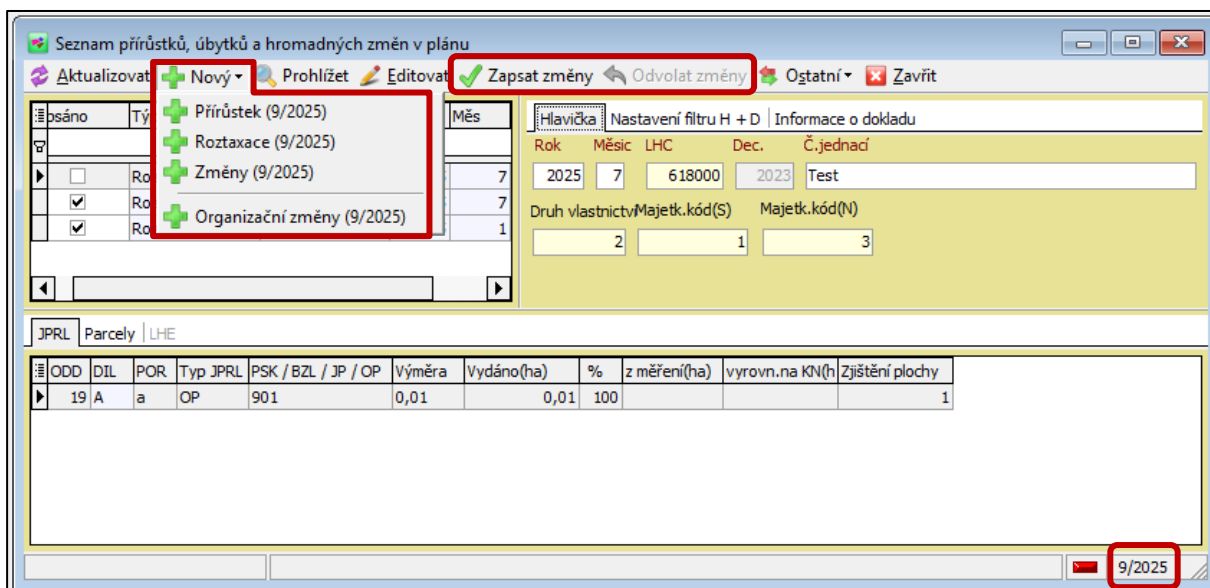 Seznam přírůstků, úbytků a hromadných změn v plánu
Aktualizovat Nový Prohlížet Editovat Zapsat změny Odvolat změny Ostatní Zavřít
Přírůstek (9/2025)
Roztaxace (9/2025)
Změny (9/2025)
Organizační změny (9/2025)
psáno Tý Měs
Ro 7
Ro 7
Ro 1
Hlavička Nastavení filtru H + D Informace o dokladu
Rok Měsíc LHC Dec. Č.jednací
2025 7 618000 2023 Test
Druh vlastnictv Majetk.kód(S) Majetk.kód(N)
2 1 3
JPRL Parcely LHE
ODD DIL POR Typ JPRL PSK / BZL / JP / OP Výměra Vydáno(ha) % z měření(ha) vyrovn.na KN(h Zjištění plochy
19 A a OP 901 0,01 0,01 100 1
9/2025